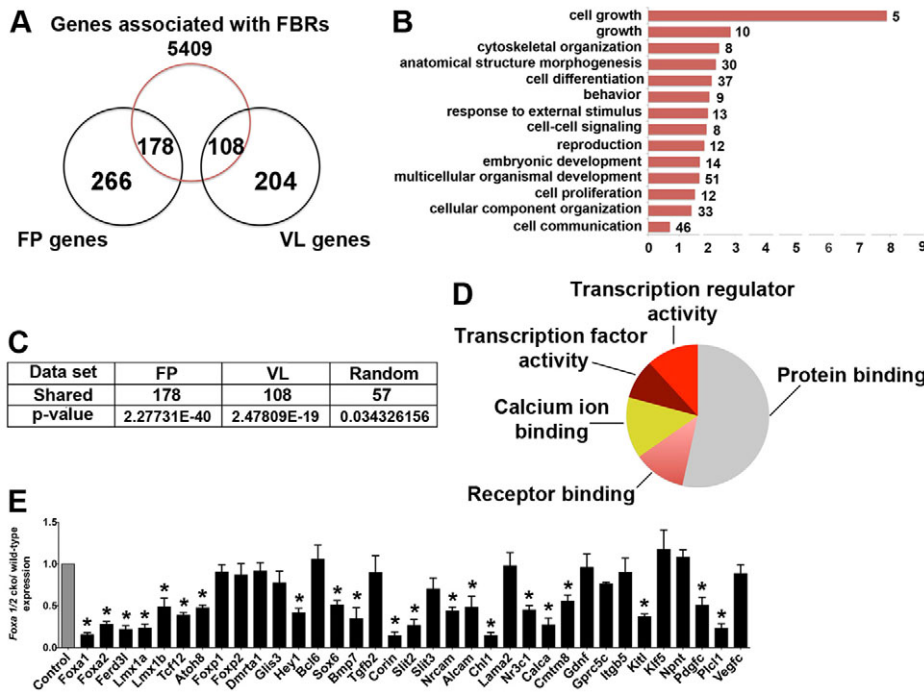 A
Genes associated with FBRs
5409
178
108
266
204
FP genes
VL genes
B
cell growth 5
growth 10
cytoskeletal organization 8
anatomical structure morphogenesis 30
cell differentiation 37
behavior 9
response to external stimulus 13
cell-cell signaling 8
reproduction 12
embryonic development 14
multicellular organismal development 51
cell proliferation 12
cellular component organization 33
cell communication 46
0 1 2 3 4 5 6 7 8 9
C
Data set FP VL Random
Shared 178 108 57
p-value 2.27731E-40 2.47809E-19 0.034326156
D
Transcription regulator
activity
Transcription factor
activity
Protein binding
Calcium ion
binding
Receptor binding
E
Foxa 1/2 cko/ wild-type
expression
1.5
1.0
0.5
0.0
* * * * * * * * * * * * * * * * * * * *
Control
Foxa1
Foxa2
Ferd3l
Lmx1a
Lmx1b
Tcf12
Atoh8
Foxp1
Foxp2
Dmrta1
Glis3
Hey1
Bcl6
Sox6
Bmp7
Tgfb2
Corin
Slit2
Slit3
Nrcam
Alcam
Chl1
Lama2
Nr3c1
Calca
Cmtm8
Gdnf
Gprc5c
Itgb5
Kitl
Klf5
Npnt
Pdgfc
Plcl1
Vegfc